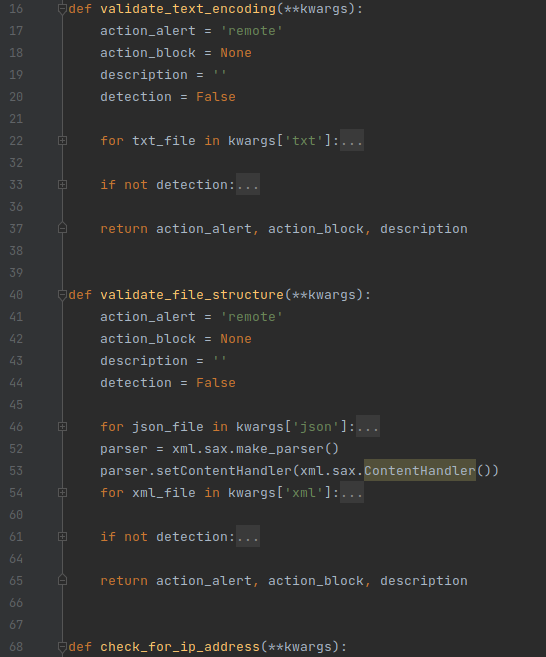 16 def validate_text_encoding(**kwargs):
17     action_alert = 'remote'
18     action_block = None
19     description = ''
20     detection = False
21
22     for txt_file in kwargs['txt']:...
32
33     if not detection:...
36
37     return action_alert, action_block, description
38
39
40 def validate_file_structure(**kwargs):
41     action_alert = 'remote'
42     action_block = None
43     description = ''
44     detection = False
45
46     for json_file in kwargs['json']:...
52     parser = xml.sax.make_parser()
53     parser.setContentHandler(xml.sax.ContentHandler())
54     for xml_file in kwargs['xml']:...
60
61     if not detection:...
64
65     return action_alert, action_block, description
66
67
68 def check_for_ip_address(**kwargs):